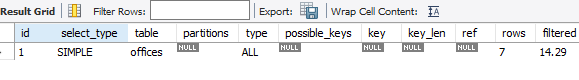 Result Grid Filter Rows: Export: Wrap Cell Content:
id select_type table partitions type possible_keys key key_len ref rows filtered
1 SIMPLE offices NULL ALL NULL NULL NULL NULL 7 14.29